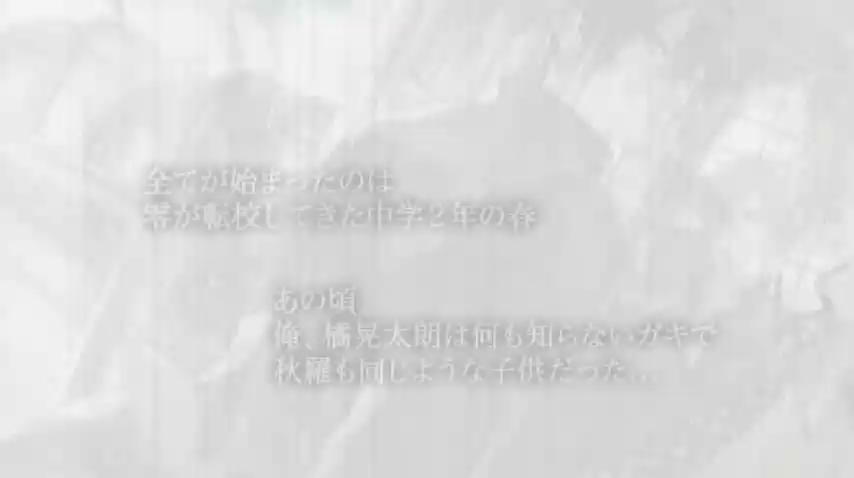 全てが始まったのは
零が転校してきた中学２年の春
あの頃
俺、橘晃太朗は何も知らないガキで
秋羅も同じような子供だった…